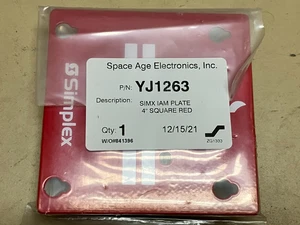 Space Age Electronics, Inc.
P/N: YJ1263
Description: SIMX IAM PLATE
4" SQUARE RED
Qty: 1 12/15/21
W/O#841396
Simplex